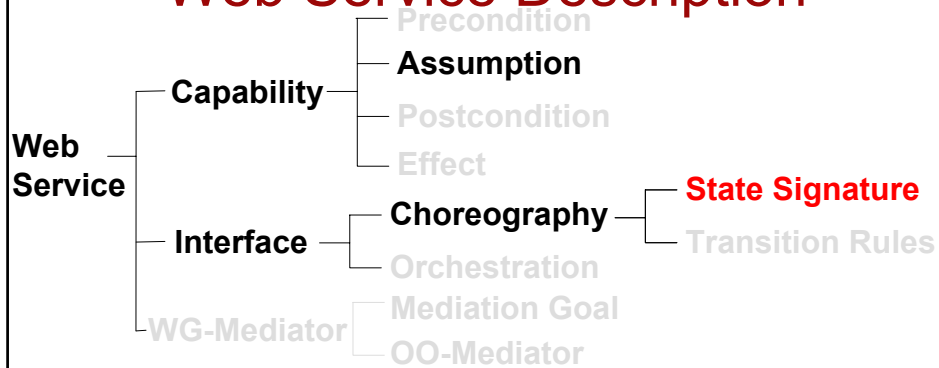 Web Service Description
Precondition
Assumption
Capability
Postcondition
Web
Service
Effect
State Signature
Choreography
Interface
Transition Rules
Orchestration
Mediation Goal
WG-Mediator
OO-Mediator